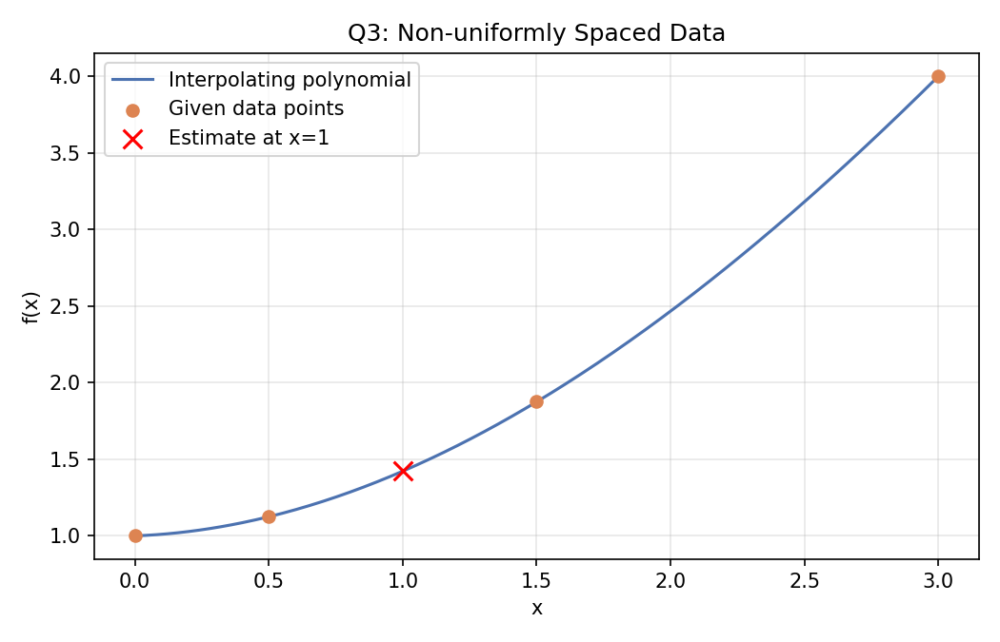 Q3: Non-uniformly Spaced Data
Interpolating polynomial
Given data points
Estimate at x=1
f(x)
4.0
3.5
3.0
2.5
2.0
1.5
1.0
0.0 0.5 1.0 1.5 2.0 2.5 3.0
x